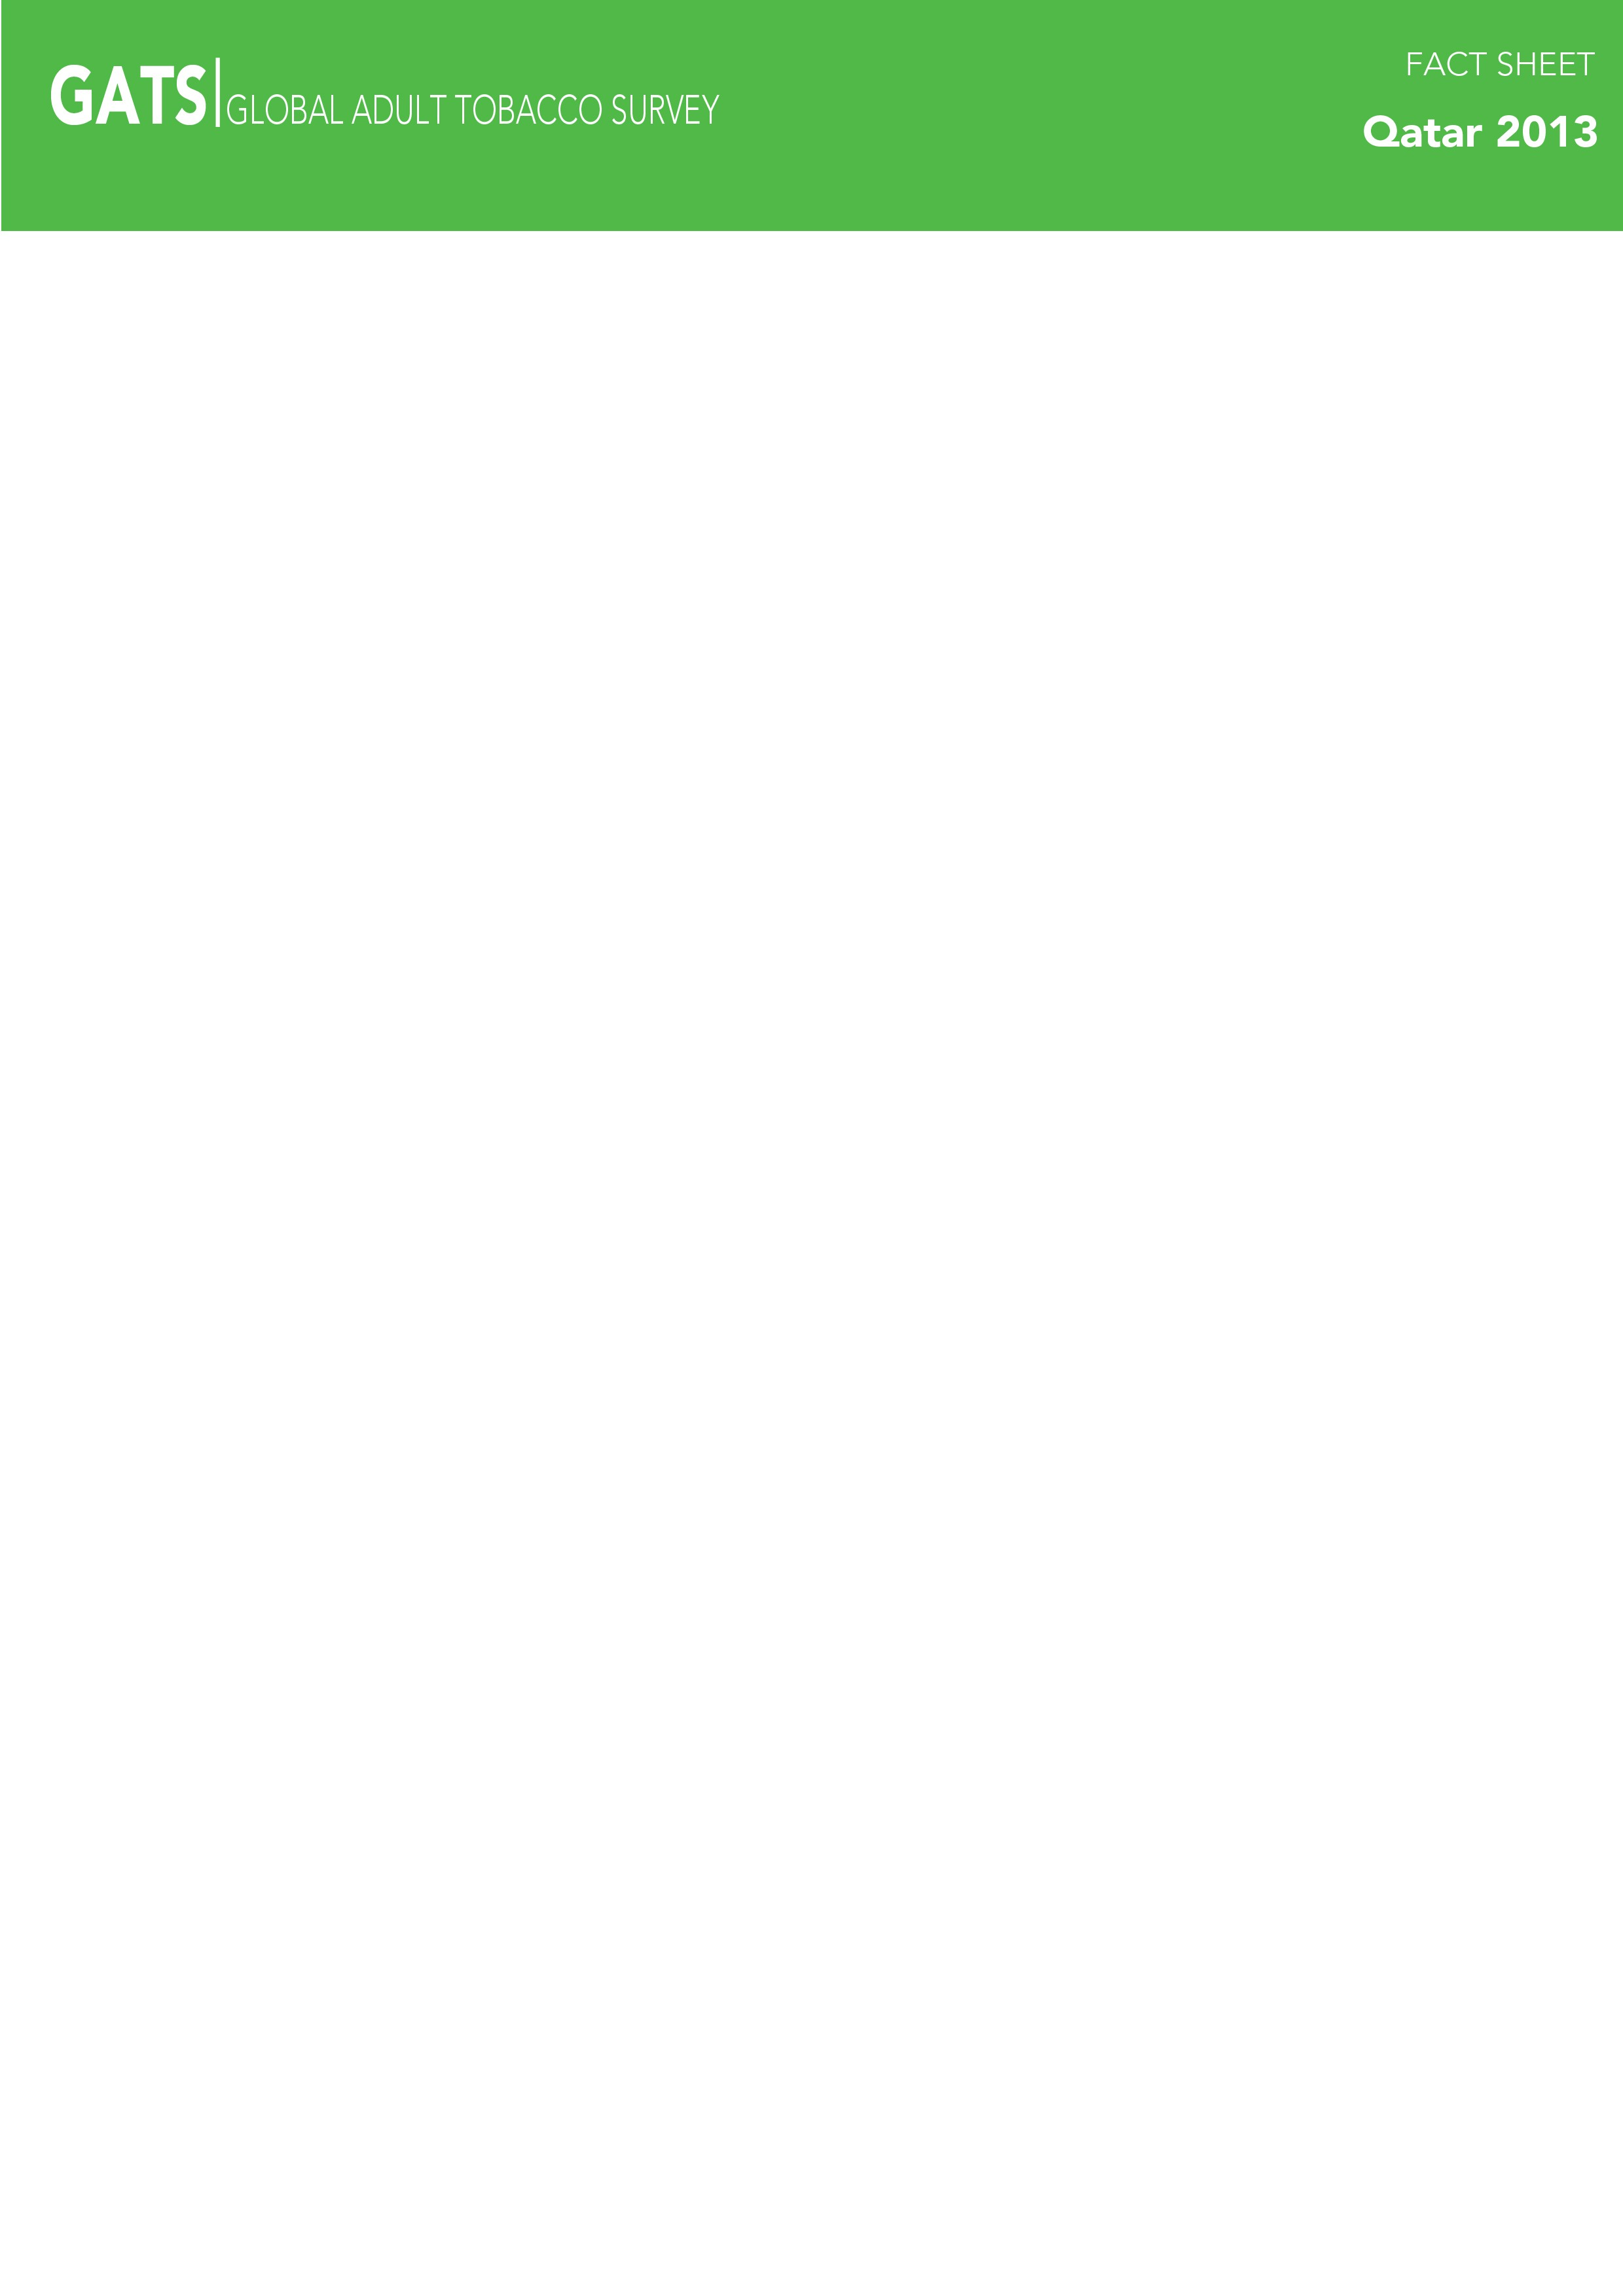 GATS
GLOBAL ADULT TOBACCO SURVEY
FACT SHEET
Qatar 2013